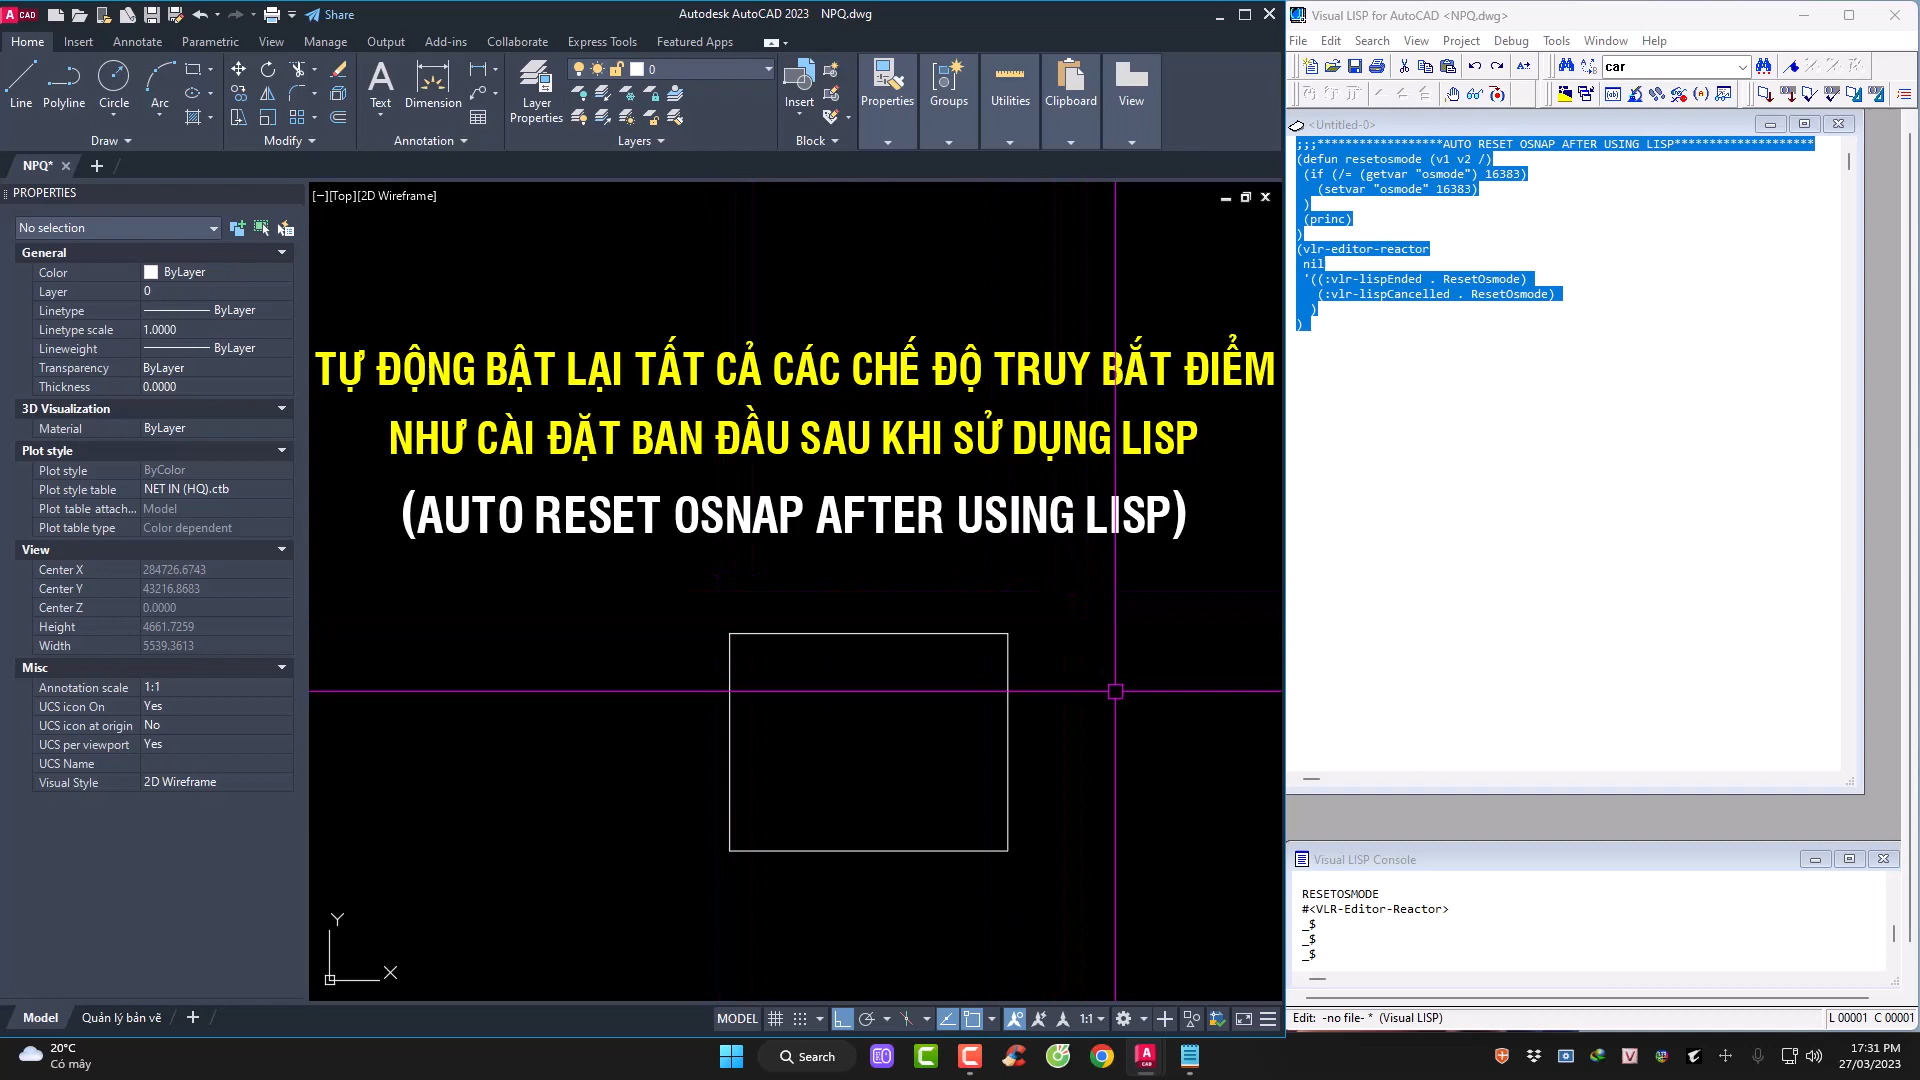 CAD
Share
Autodesk AutoCAD 2023 NPQ.dwg
Home Insert Annotate Parametric View Manage Output Add-ins Collaborate Express Tools Featured Apps
Line Polyline Circle Arc
Text Dimension
Layer Properties
0
Insert
Properties Groups Utilities Clipboard View
Draw Modify Annotation Layers Block
NPQ*
PROPERTIES
No selection
General
Color ByLayer
Layer 0
Linetype ByLayer
Linetype scale 1.0000
Lineweight ByLayer
Transparency ByLayer
Thickness 0.0000
3D Visualization
Material ByLayer
Plot style
Plot style ByColor
Plot style table NET IN (HQ).ctb
Plot table attach... Model
Plot table type Color dependent
View
Center X 284726.6743
Center Y 43216.8683
Center Z 0.0000
Height 4661.7259
Width 5539.3613
Misc
Annotation scale 1:1
UCS icon On Yes
UCS icon at origin No
UCS per viewport Yes
UCS Name
Visual Style 2D Wireframe
[−][Top][2D Wireframe]
TỰ ĐỘNG BẬT LẠI TẤT CẢ CÁC CHẾ ĐỘ TRUY BẮT ĐIỂM
NHƯ CÀI ĐẶT BAN ĐẦU SAU KHI SỬ DỤNG LISP
(AUTO RESET OSNAP AFTER USING LISP)
Y
X
Model Quản lý bản vẽ
MODEL 1:1
Visual LISP for AutoCAD <NPQ.dwg>
File Edit Search View Project Debug Tools Window Help
car
<Untitled-0>
;;;******************AUTO RESET OSNAP AFTER USING LISP********************
(defun resetosmode (v1 v2 /)
(if (/= (getvar "osmode") 16383)
(setvar "osmode" 16383)
)
(princ)
)
(vlr-editor-reactor
nil
'((:vlr-lispEnded . ResetOsmode)
(:vlr-lispCancelled . ResetOsmode)
)
)
Visual LISP Console
RESETOSMODE
#<VLR-Editor-Reactor>
_$
_$
_$
Edit: -no file- * (Visual LISP)
L 00001 C 00001
20°C
Có mây
Search
17:31 PM
27/03/2023